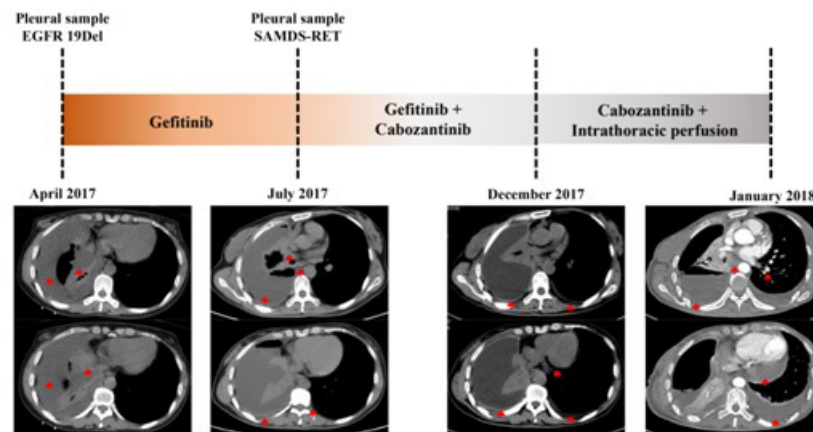 Pleural sample
EGFR 19Del
Pleural sample
SAMDS-RET
Gefitinib
Gefitinib +
Cabozantinib
Cabozantinib +
Intrathoracic perfusion
April 2017
July 2017
December 2017
January 2018